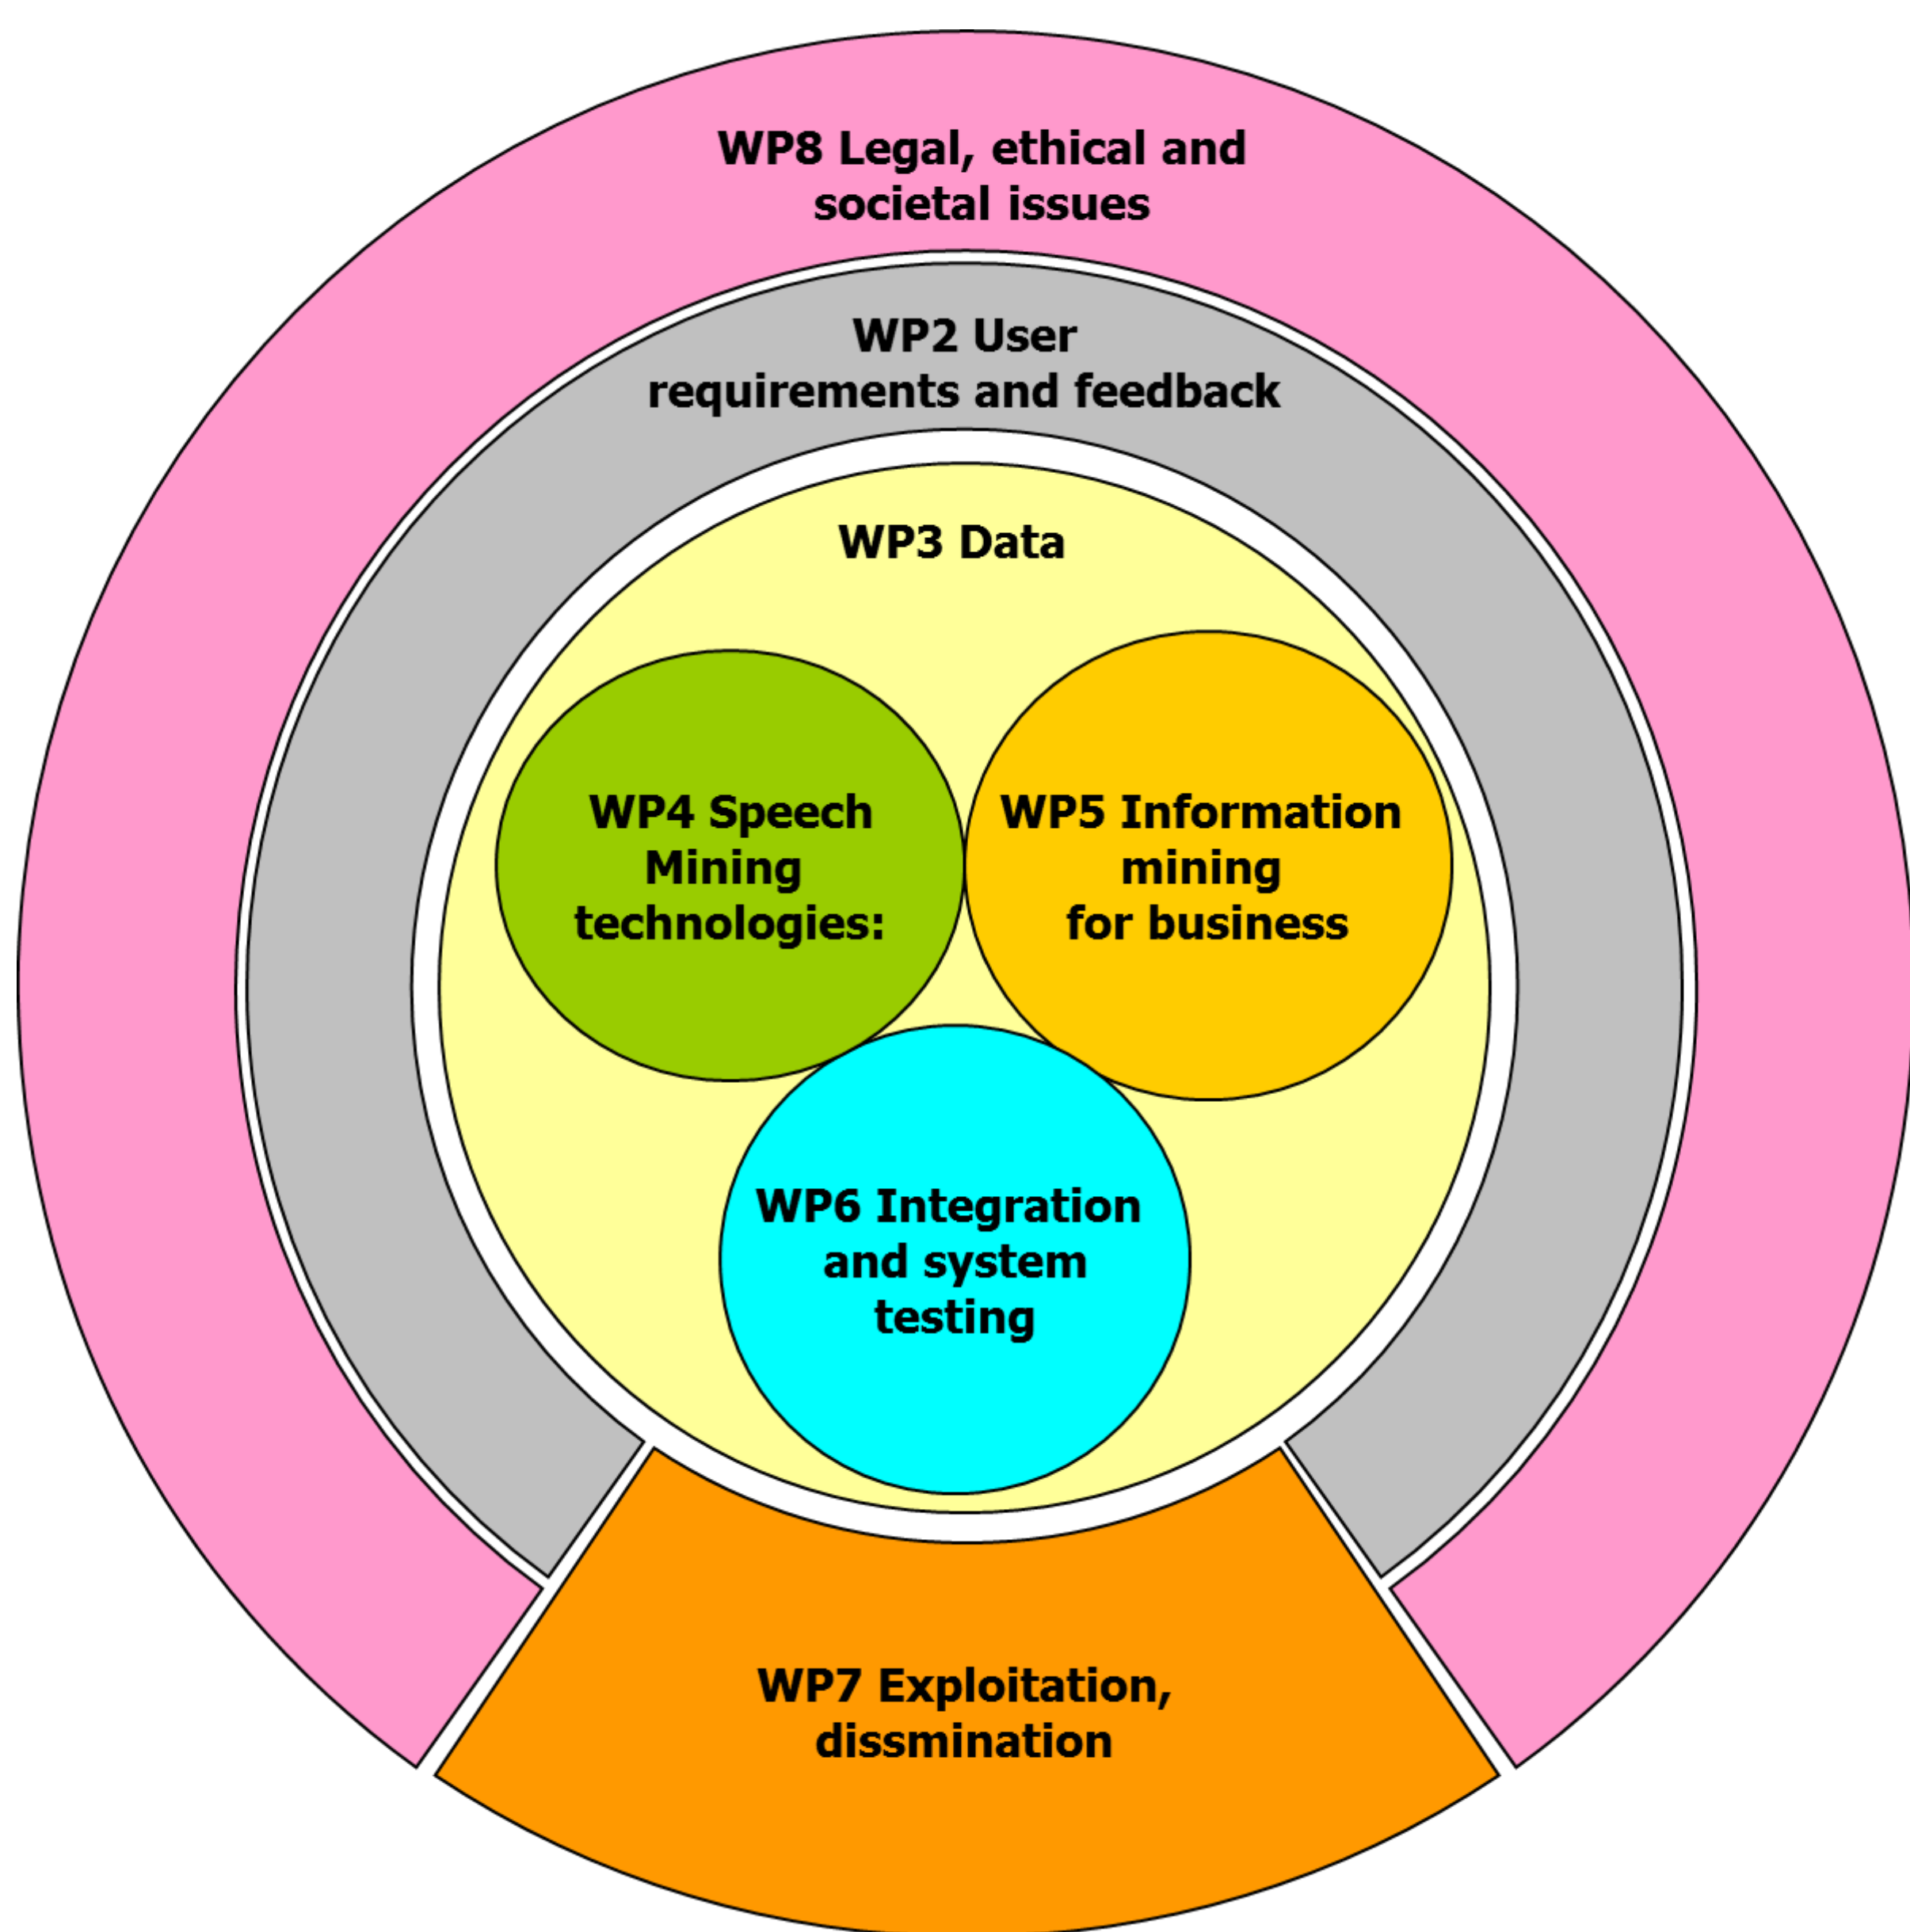 WP8 Legal, ethical and
societal issues
WP2 User
requirements and feedback
WP3 Data
WP4 Speech
Mining
technologies:
WP5 Information
mining
for business
WP6 Integration
and system
testing
WP7 Exploitation,
dissmination